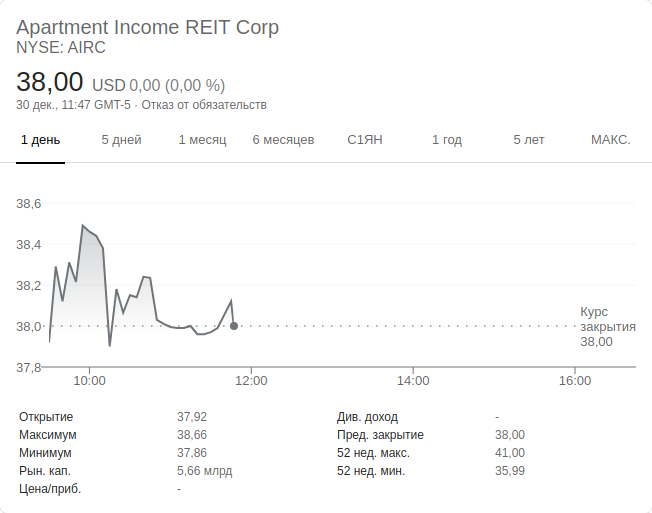 Apartment Income REIT Corp
NYSE: AIRC
38,00 USD 0,00 (0,00 %)
30 дек., 11:47 GMT-5 · Отказ от обязательств
1 день 5 дней 1 месяц 6 месяцев С1ЯН 1 год 5 лет МАКС.
38,6
38,4
38,2
38,0
37,8
Курс
закрытия
38,00
10:00 12:00 14:00 16:00
Открытие 37,92 Див. доход -
Максимум 38,66 Пред. закрытие 38,00
Минимум 37,86 52 нед. макс. 41,00
Рын. кап. 5,66 млрд 52 нед. мин. 35,99
Цена/приб. -